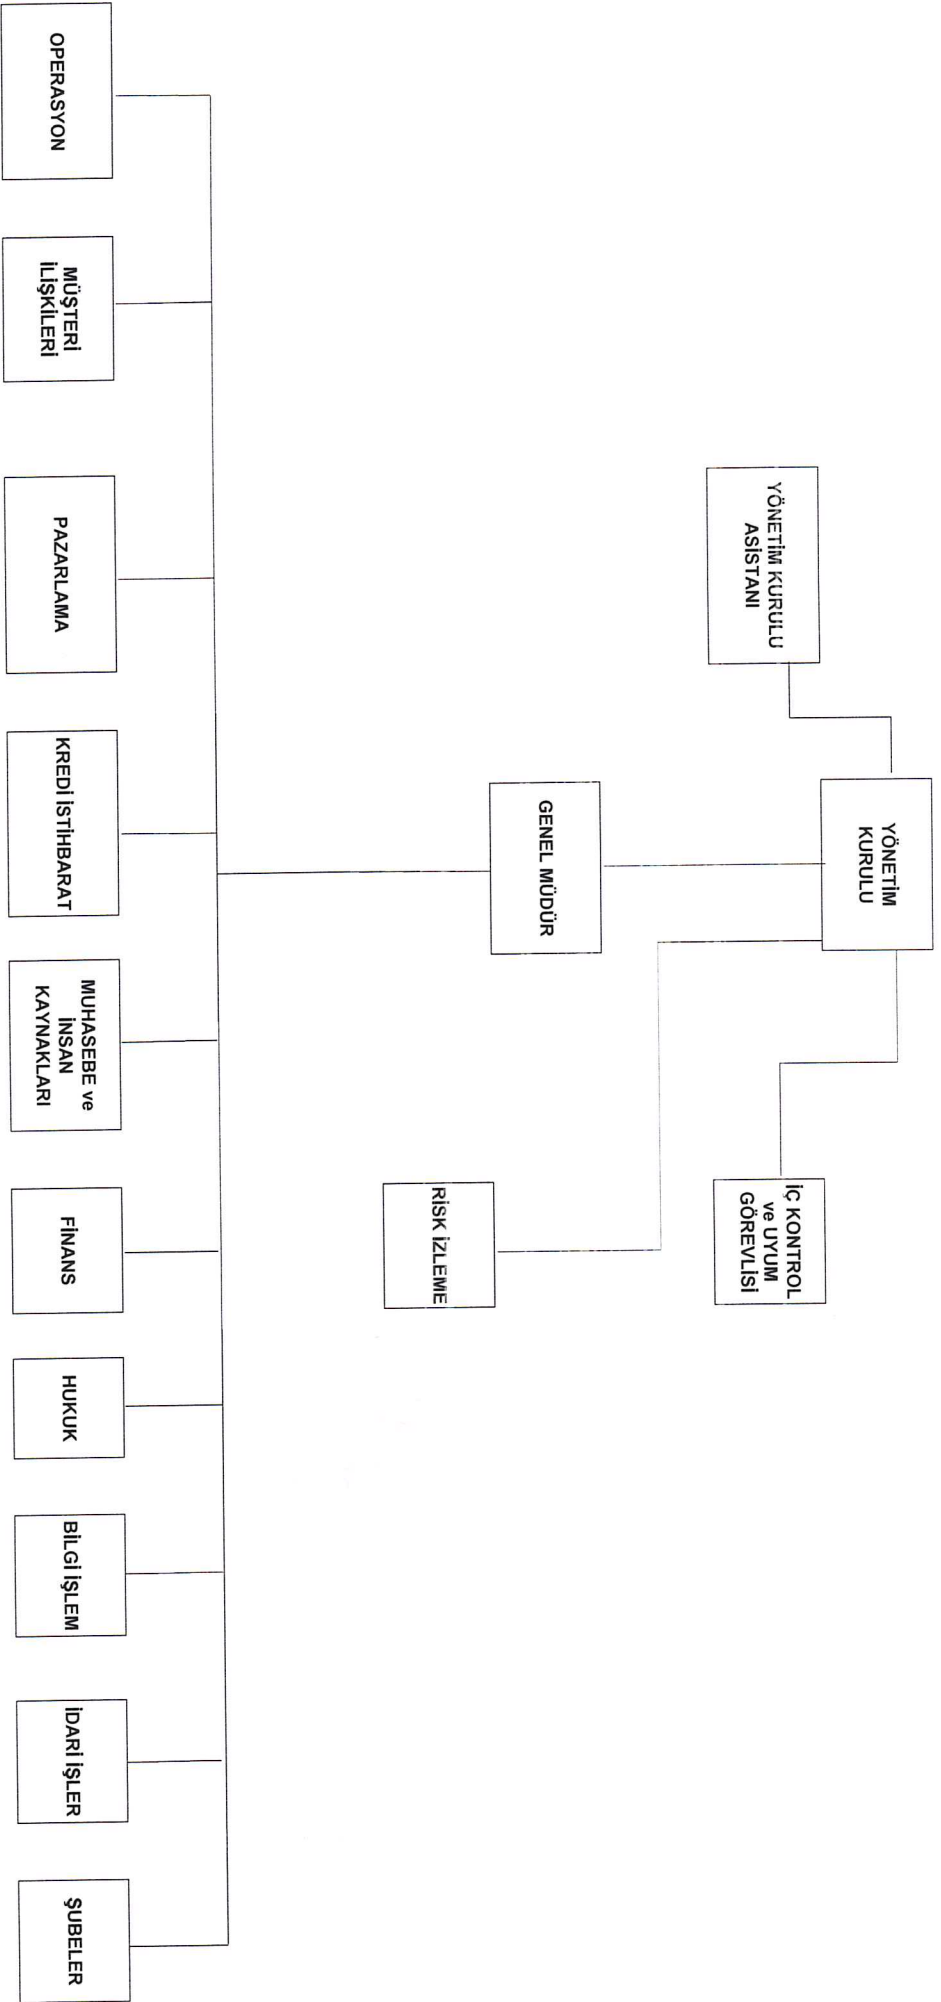 YÖNETİM
KURULU
YÖNETİM KURULU
ASİSTANI
İÇ KONTROL
ve UYUM
GÖREVLİSİ
GENEL MÜDÜR
RİSK İZLEME
OPERASYON
MÜŞTERİ
İLİŞKİLERİ
PAZARLAMA
KREDİ İSTİHBARAT
MUHASEBE ve
İNSAN
KAYNAKLARI
FİNANS
HUKUK
BİLGİ İŞLEM
İDARİ İŞLER
ŞUBELER